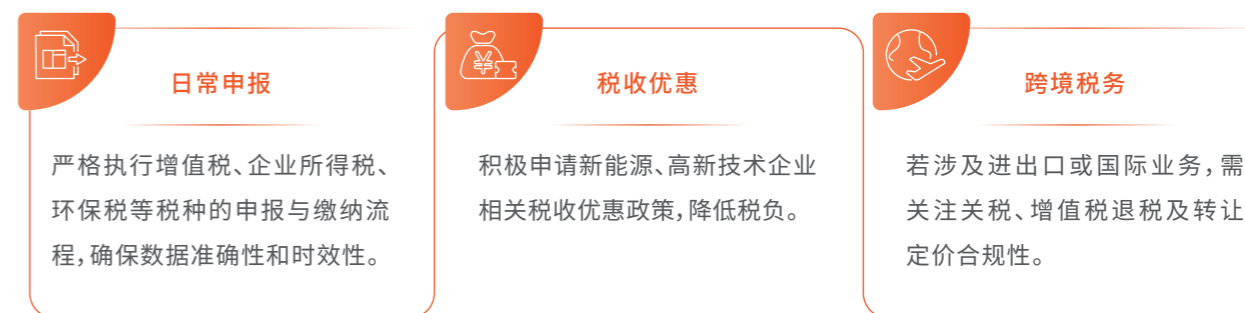 日常申报
严格执行增值税、企业所得税、
环保税等税种的申报与缴纳流
程,确保数据准确性和时效性。
税收优惠
积极申请新能源、高新技术企业
相关税收优惠政策,降低税负。
跨境税务
若涉及进出口或国际业务,需
关注关税、增值税退税及转让
定价合规性。